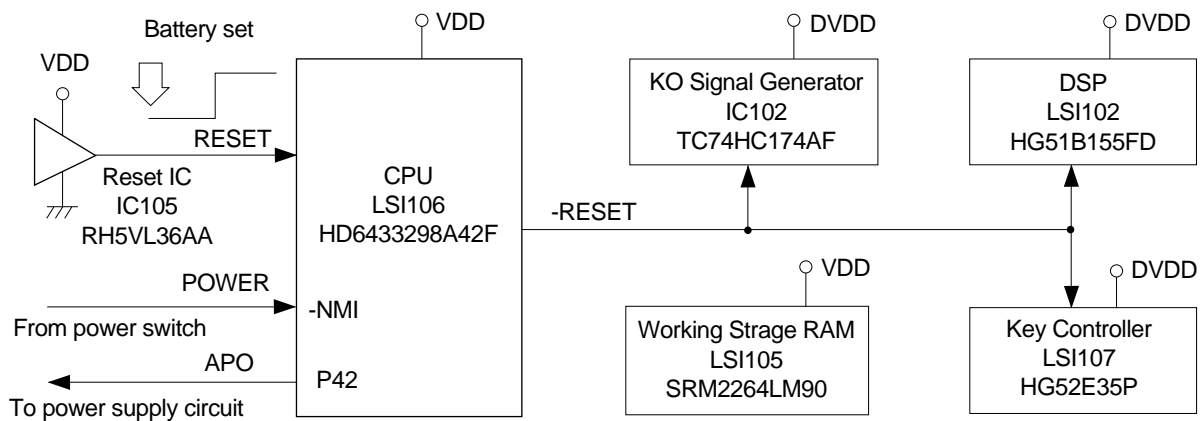 Battery set
VDD
VDD
RESET
Reset IC
IC105
RH5VL36AA
POWER
From power switch
APO
To power supply circuit
CPU
LSI106
HD6433298A42F
-NMI
P42
-RESET
DVDD
KO Signal Generator
IC102
TC74HC174AF
DVDD
DSP
LSI102
HG51B155FD
VDD
Working Strage RAM
LSI105
SRM2264LM90
DVDD
Key Controller
LSI107
HG52E35P